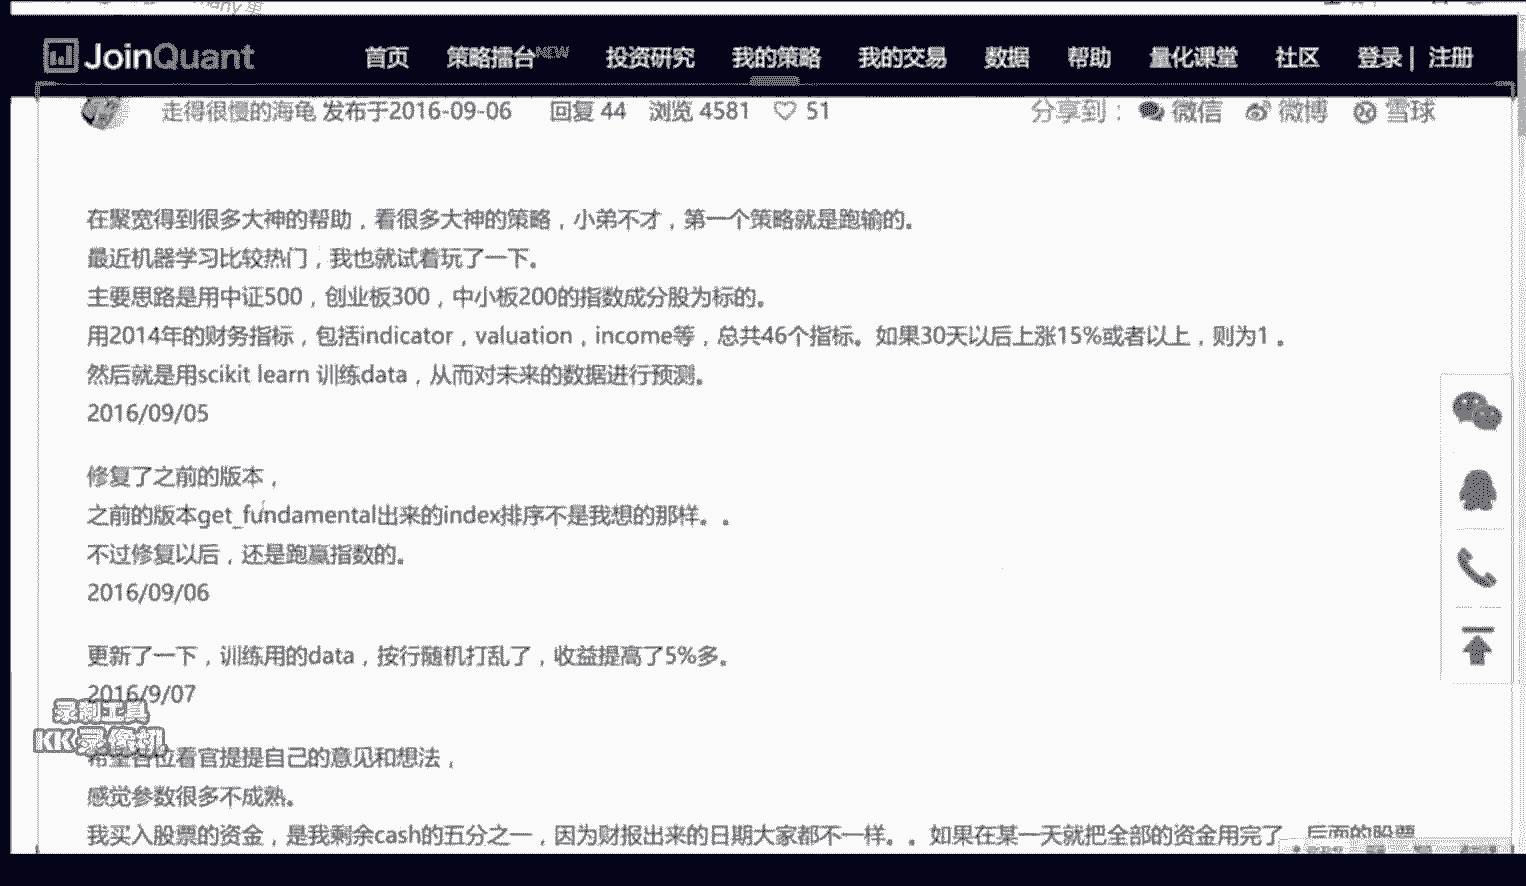 JoinQuant 首页 策略擂台NEW 投资研究 我的策略 我的交易 数据 帮助 量化课堂 社区 登录 | 注册
走得很慢的海龟 发布于2016-09-06 回复 44 浏览 4581 51 分享到： 微信 微博 雪球
在聚宽得到很多大神的帮助，看很多大神的策略，小弟不才，第一个策略就是跑输的。
最近机器学习比较热门，我也就试着玩了一下。
主要思路是用中证500，创业板300，中小板200的指数成分股为标的。
用2014年的财务指标，包括indicator，valuation，income等，总共46个指标。如果30天以后上涨15%或者以上，则为1 。
然后就是用scikit learn 训练data，从而对未来的数据进行预测。
2016/09/05
修复了之前的版本，
之前的版本get_fundamental出来的index排序不是我想的那样。。
不过修复以后，还是跑赢指数的。
2016/09/06
更新了一下，训练用的data，按行随机打乱了，收益提高了5%多。
2016/9/07
录制工具
KK录像机
希望各位看官提提自己的意见和想法，
感觉参数很多不成熟。
我买入股票的资金，是我剩余cash的五分之一，因为财报出来的日期大家都不一样。。如果在某一天就把全部的资金用完了，后面的股票